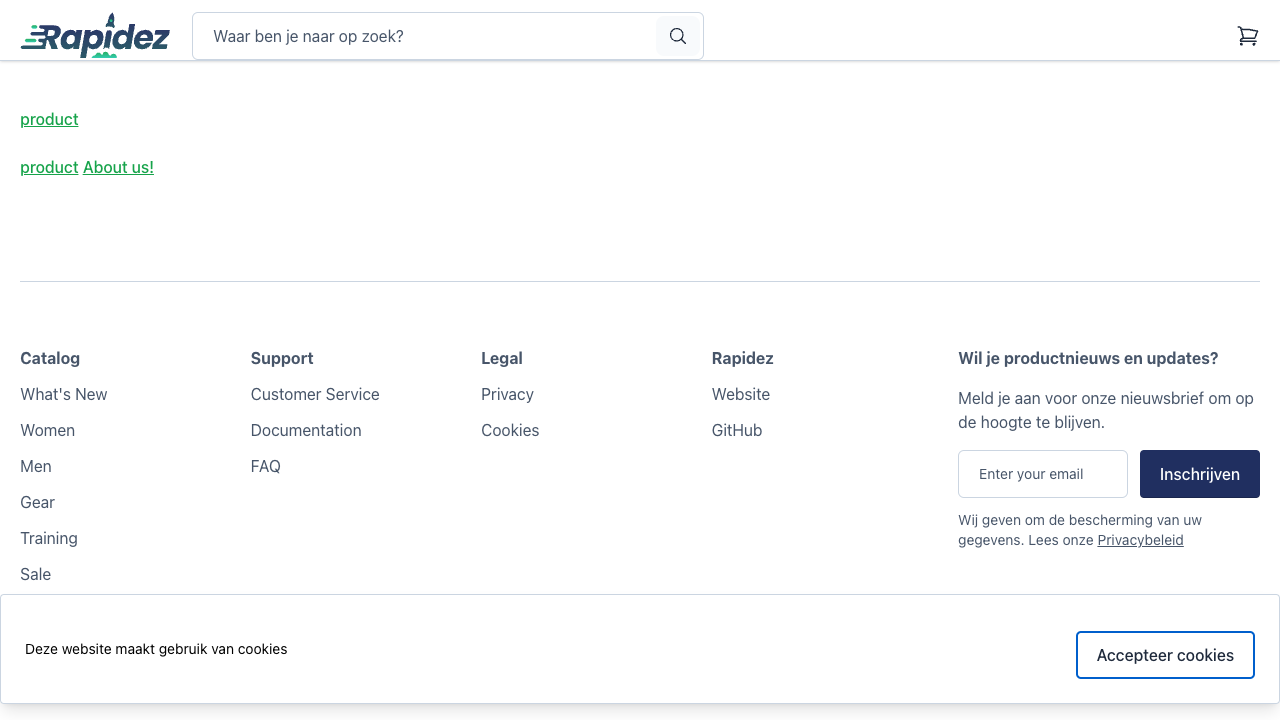 Rapidez
Waar ben je naar op zoek?
product
product About us!
Catalog
What's New
Women
Men
Gear
Training
Sale
Support
Customer Service
Documentation
FAQ
Legal
Privacy
Cookies
Rapidez
Website
GitHub
Wil je productnieuws en updates?
Meld je aan voor onze nieuwsbrief om op
de hoogte te blijven.
Enter your email
Inschrijven
Wij geven om de bescherming van uw
gegevens. Lees onze Privacybeleid
Deze website maakt gebruik van cookies
Accepteer cookies